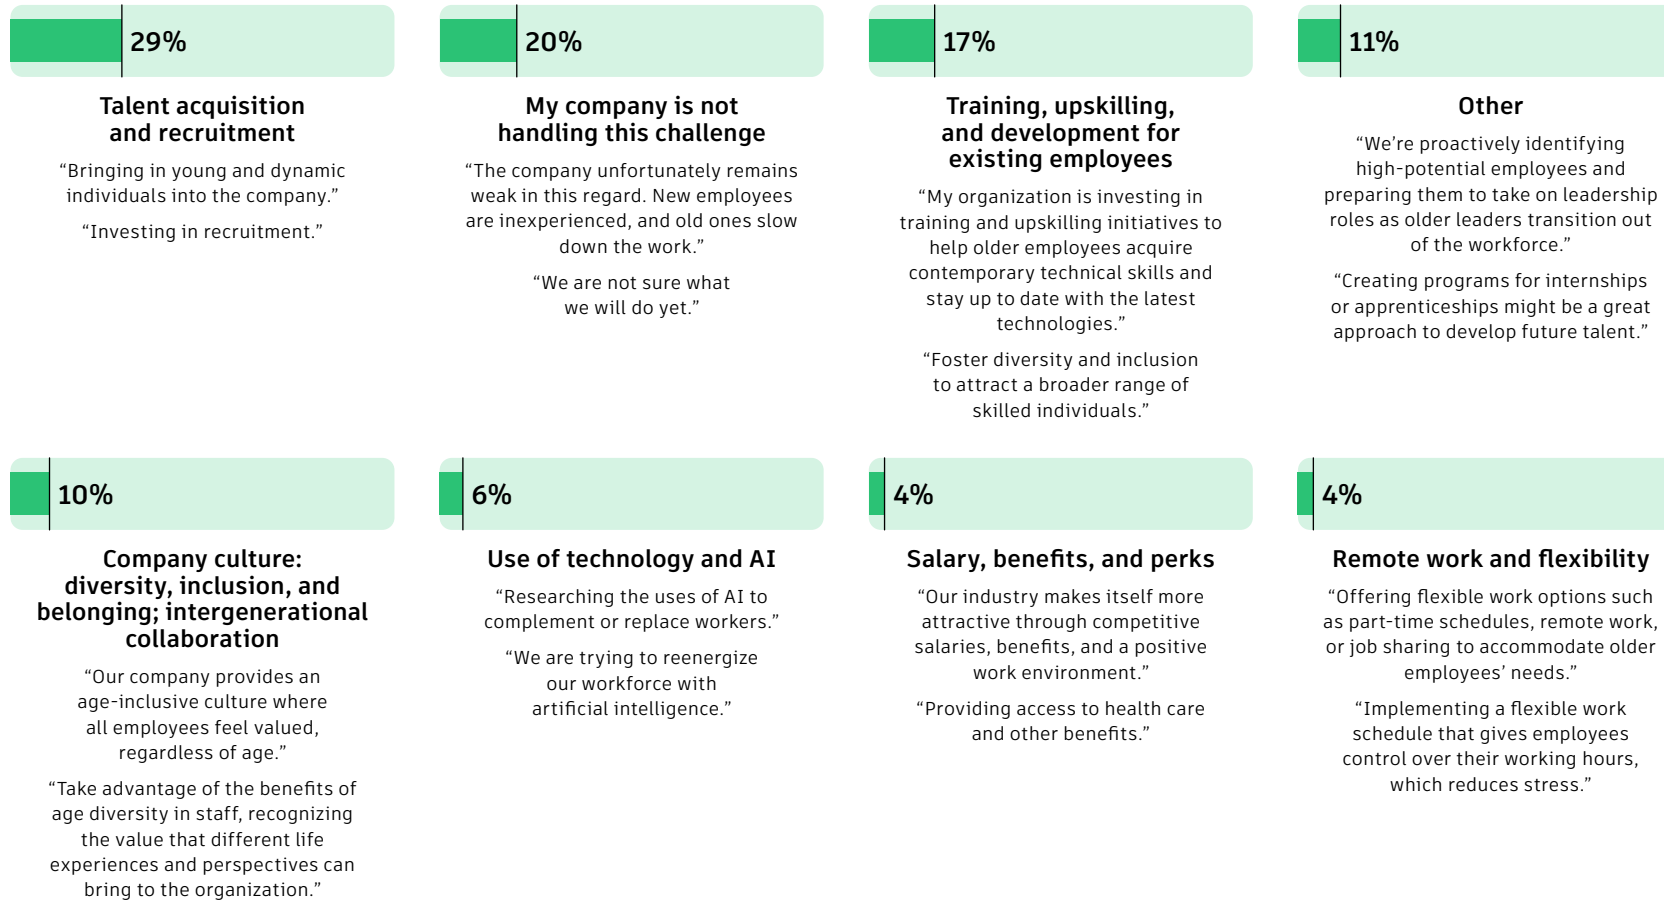 29%
Talent acquisition
and recruitment
“Bringing in young and dynamic
individuals into the company.”
“Investing in recruitment.”
20%
My company is not
handling this challenge
“The company unfortunately remains
weak in this regard. New employees
are inexperienced, and old ones slow
down the work.”
“We are not sure what
we will do yet.”
17%
Training, upskilling,
and development for
existing employees
“My organization is investing in
training and upskilling initiatives to
help older employees acquire
contemporary technical skills and
stay up to date with the latest
technologies.”
“Foster diversity and inclusion
to attract a broader range of
skilled individuals.”
11%
Other
“We’re proactively identifying
high-potential employees and
preparing them to take on leadership
roles as older leaders transition out
of the workforce.”
“Creating programs for internships
or apprenticeships might be a great
approach to develop future talent.”
10%
Company culture:
diversity, inclusion, and
belonging; intergenerational
collaboration
“Our company provides an
age-inclusive culture where
all employees feel valued,
regardless of age.”
“Take advantage of the benefits of
age diversity in staff, recognizing
the value that different life
experiences and perspectives can
bring to the organization.”
6%
Use of technology and AI
“Researching the uses of AI to
complement or replace workers.”
“We are trying to reenergize
our workforce with
artificial intelligence.”
4%
Salary, benefits, and perks
“Our industry makes itself more
attractive through competitive
salaries, benefits, and a positive
work environment.”
“Providing access to health care
and other benefits.”
4%
Remote work and flexibility
“Offering flexible work options such
as part-time schedules, remote work,
or job sharing to accommodate older
employees’ needs.”
“Implementing a flexible work
schedule that gives employees
control over their working hours,
which reduces stress.”